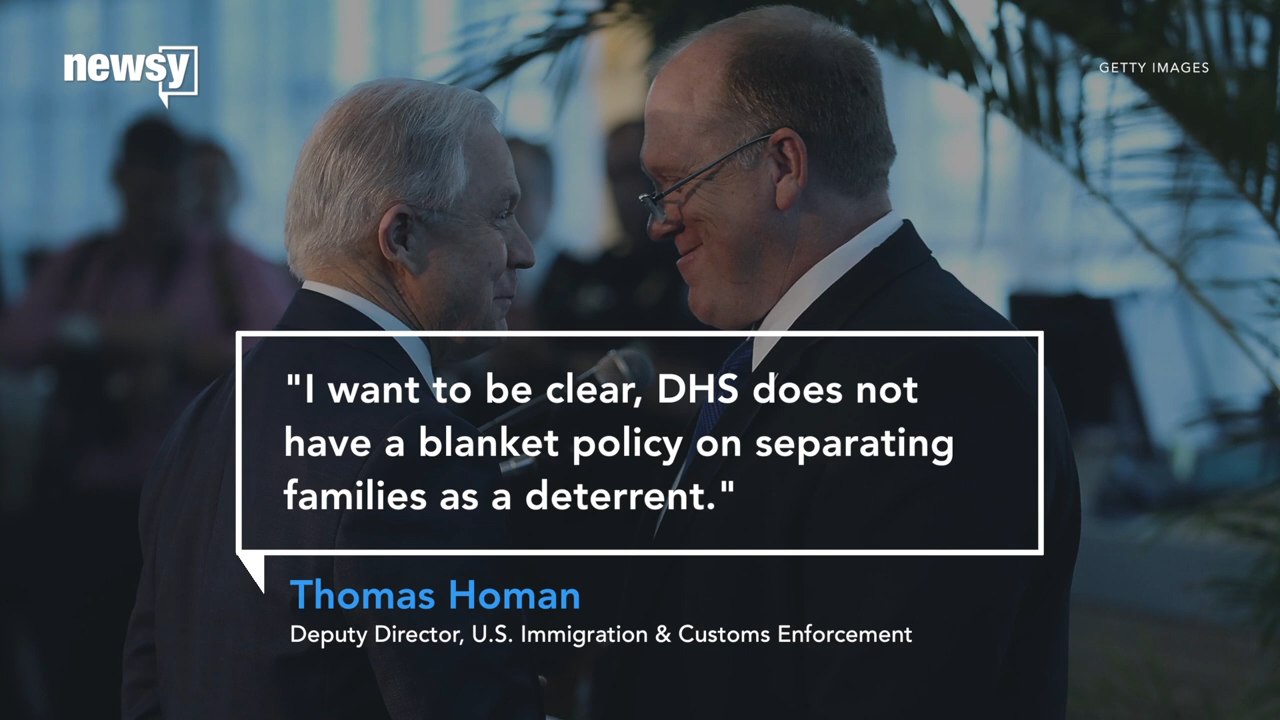 newsy
GETTY IMAGES
"I want to be clear, DHS does not
have a blanket policy on separating
families as a deterrent."
Thomas Homan
Deputy Director, U.S. Immigration & Customs Enforcement